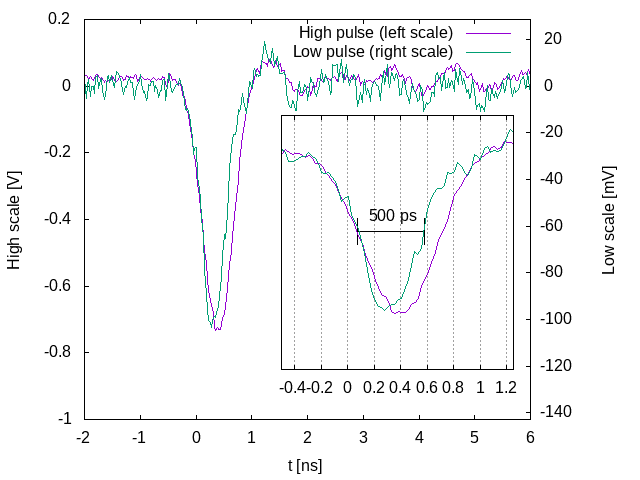 High pulse (left scale)
Low pulse (right scale)
0.2
0
-0.2
-0.4
-0.6
-0.8
-1
High scale [V]
20
0
-20
-40
-60
-80
-100
-120
-140
Low scale [mV]
500 ps
-0.4 -0.2 0 0.2 0.4 0.6 0.8 1 1.2
-2 -1 0 1 2 3 4 5 6
t [ns]